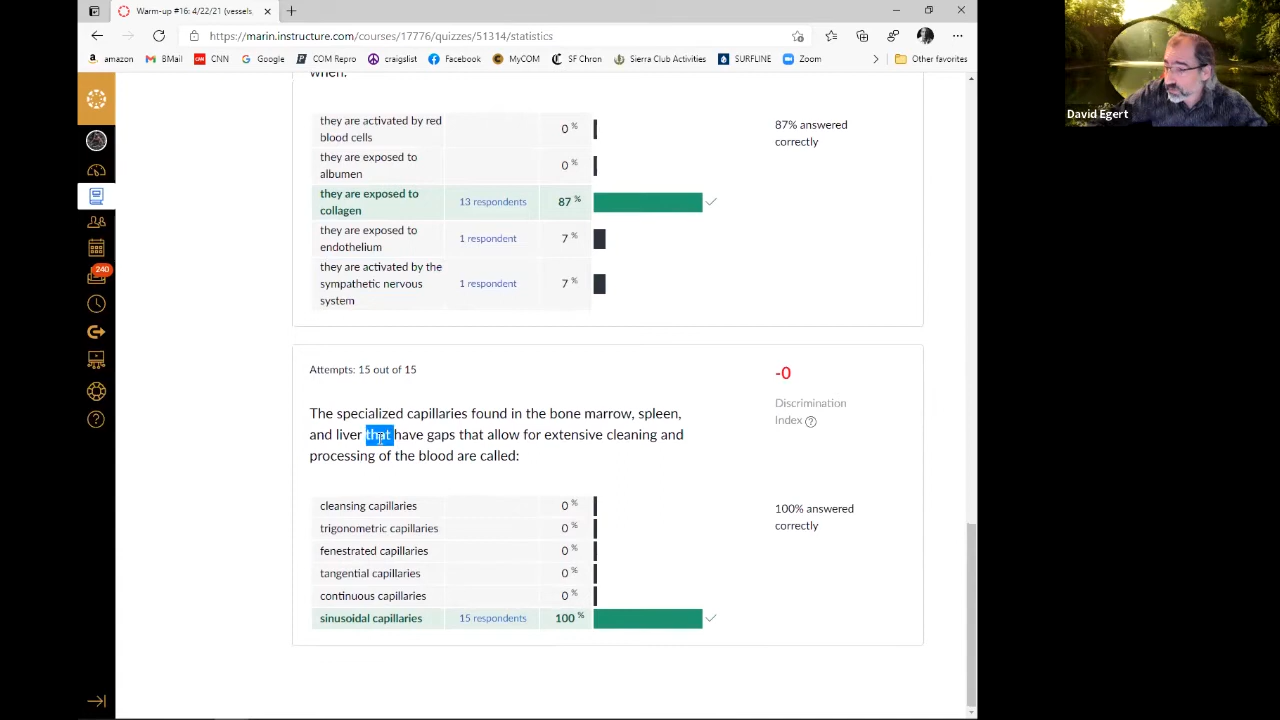 Warm-up #16: 4/22/21 (vessels,
https://marin.instructure.com/courses/17776/quizzes/51314/statistics
amazon
BMail
CNN
Google
COM Repro
craigslist
Facebook
MyCOM
SF Chron
Sierra Club Activities
SURFLINE
Zoom
Other favorites
David Egert
240
when:
they are activated by red
blood cells
0 %
87% answered
correctly
they are exposed to
albumen
0 %
they are exposed to
collagen
13 respondents
87 %
they are exposed to
endothelium
1 respondent
7 %
they are activated by the
sympathetic nervous
system
1 respondent
7 %
Attempts: 15 out of 15
-0
Discrimination
Index ?
The specialized capillaries found in the bone marrow, spleen,
and liver that have gaps that allow for extensive cleaning and
processing of the blood are called:
cleansing capillaries
0 %
100% answered
correctly
trigonometric capillaries
0 %
fenestrated capillaries
0 %
tangential capillaries
0 %
continuous capillaries
0 %
sinusoidal capillaries
15 respondents
100 %